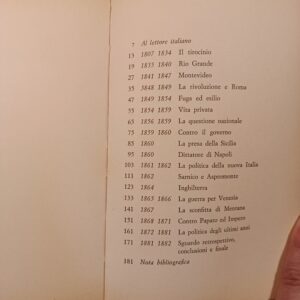 7 Al lettore italiano
13 1807 1834 Il tirocinio
19 1835 1840 Rio Grande
27 1841 1847 Montevideo
35 1848 1849 La rivoluzione e Roma
47 1849 1854 Fuga ed esilio
55 1854 1859 Vita privata
65 1856 1859 La questione nazionale
75 1859 1860 Contro il governo
85 1860 La presa della Sicilia
95 1860 Dittatore di Napoli
103 1861 1862 La politica della nuova Italia
111 1862 Sarnico e Aspromonte
123 1864 Inghilterra
133 1865 1866 La guerra per Venezia
141 1867 La sconfitta di Mentana
151 1868 1871 Contro Papato ed Impero
161 1872 1881 La politica degli ultimi anni
171 1881 1882 Sguardo retrospettivo,
conclusioni e finale
181 Nota bibliografica